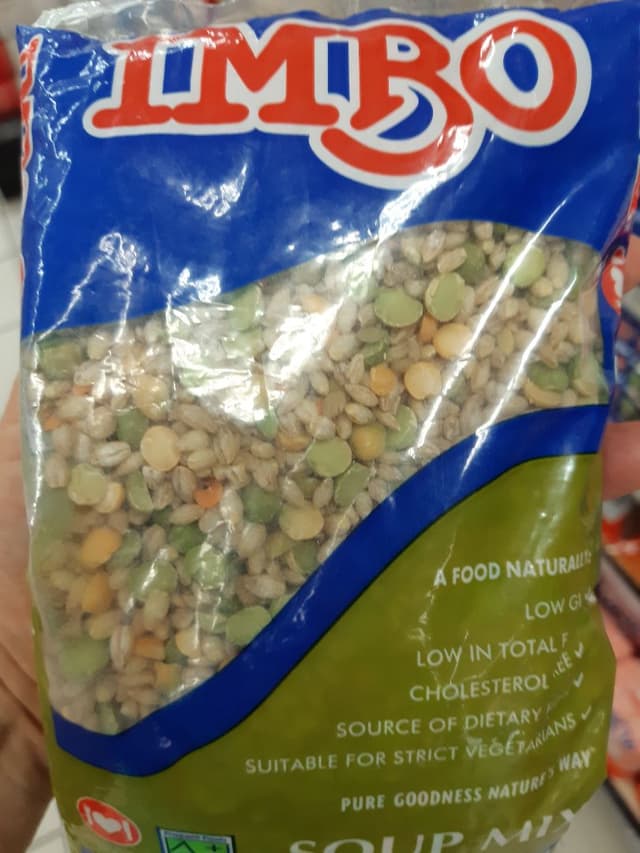 IMBO
A FOOD NATURALLY
LOW GI
LOW IN TOTAL F
CHOLESTEROL EE
SOURCE OF DIETARY
SUITABLE FOR STRICT VEGETARIANS
PURE GOODNESS NATURE'S WAY
SOUP MIX